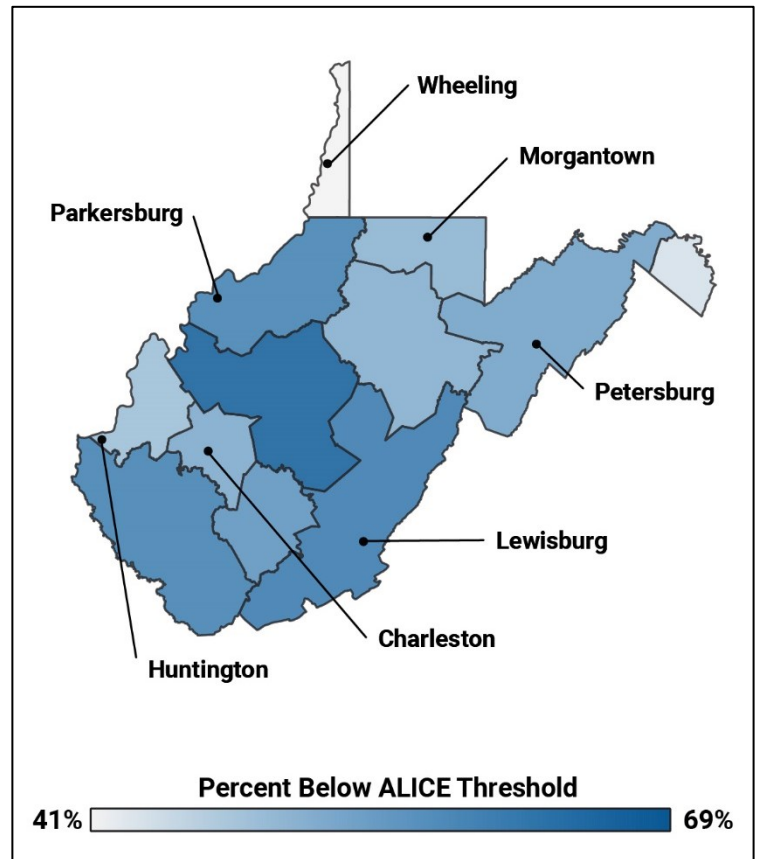 Wheeling
Morgantown
Parkersburg
Petersburg
Lewisburg
Charleston
Huntington
Percent Below ALICE Threshold
41% 69%